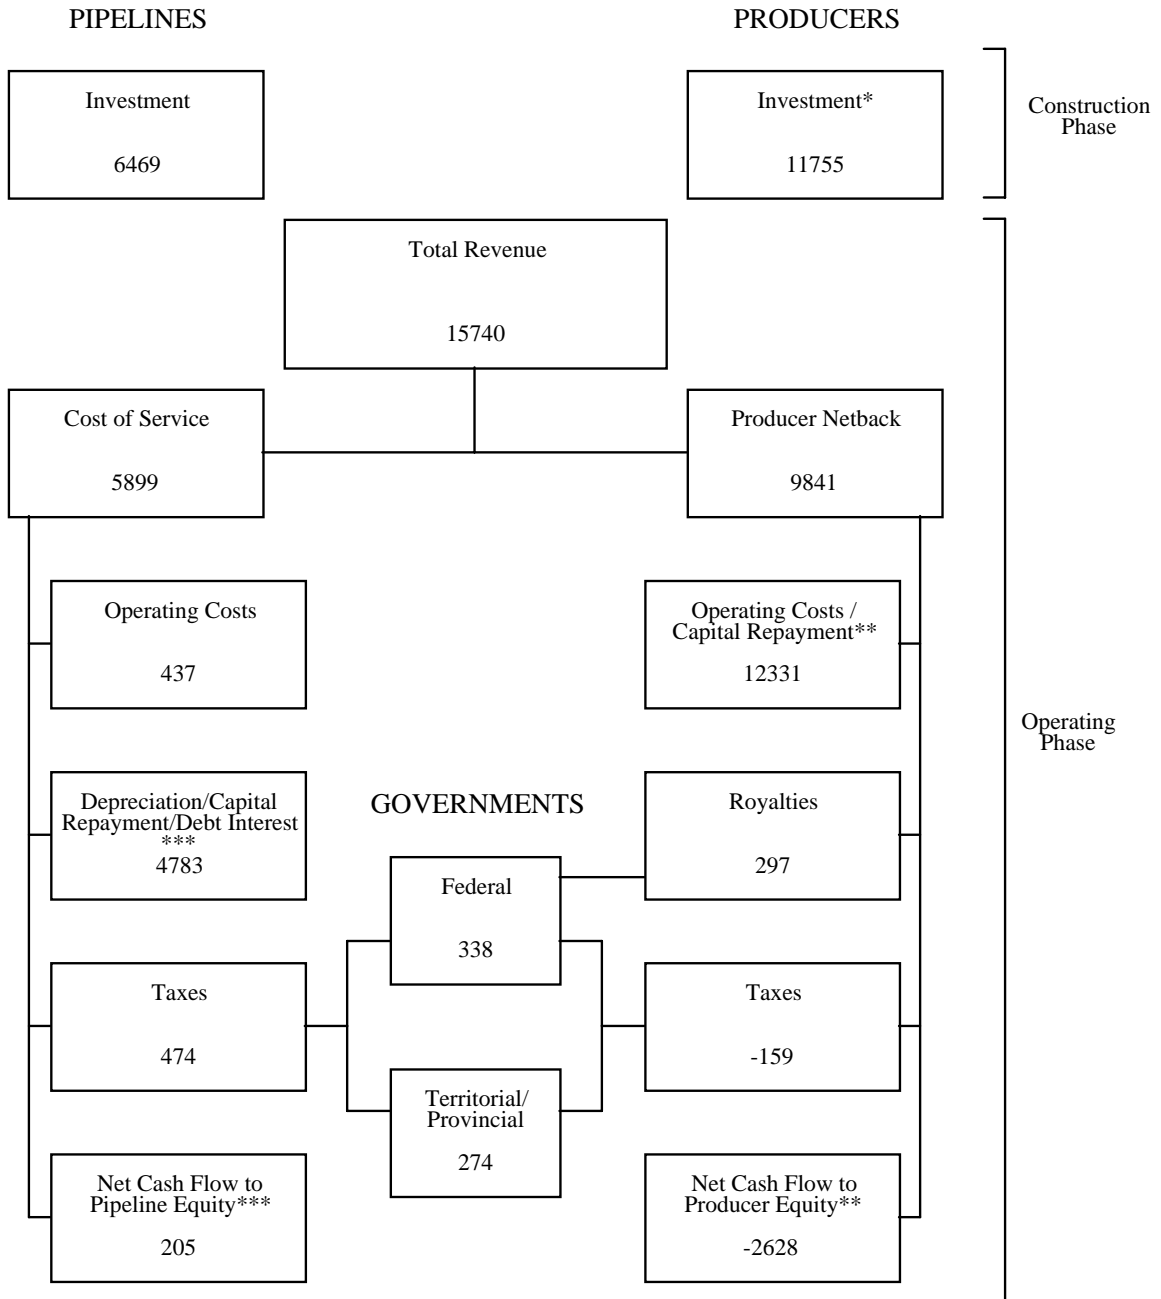 PIPELINES
PRODUCERS
Investment
6469
Investment*
11755
Construction
Phase
Total Revenue
15740
Cost of Service
5899
Producer Netback
9841
Operating Costs
437
Operating Costs /
Capital Repayment**
12331
Operating
Phase
Depreciation/Capital
Repayment/Debt Interest
***
4783
GOVERNMENTS
Royalties
297
Federal
338
Taxes
474
Taxes
-159
Territorial/
Provincial
274
Net Cash Flow to
Pipeline Equity***
205
Net Cash Flow to
Producer Equity**
-2628